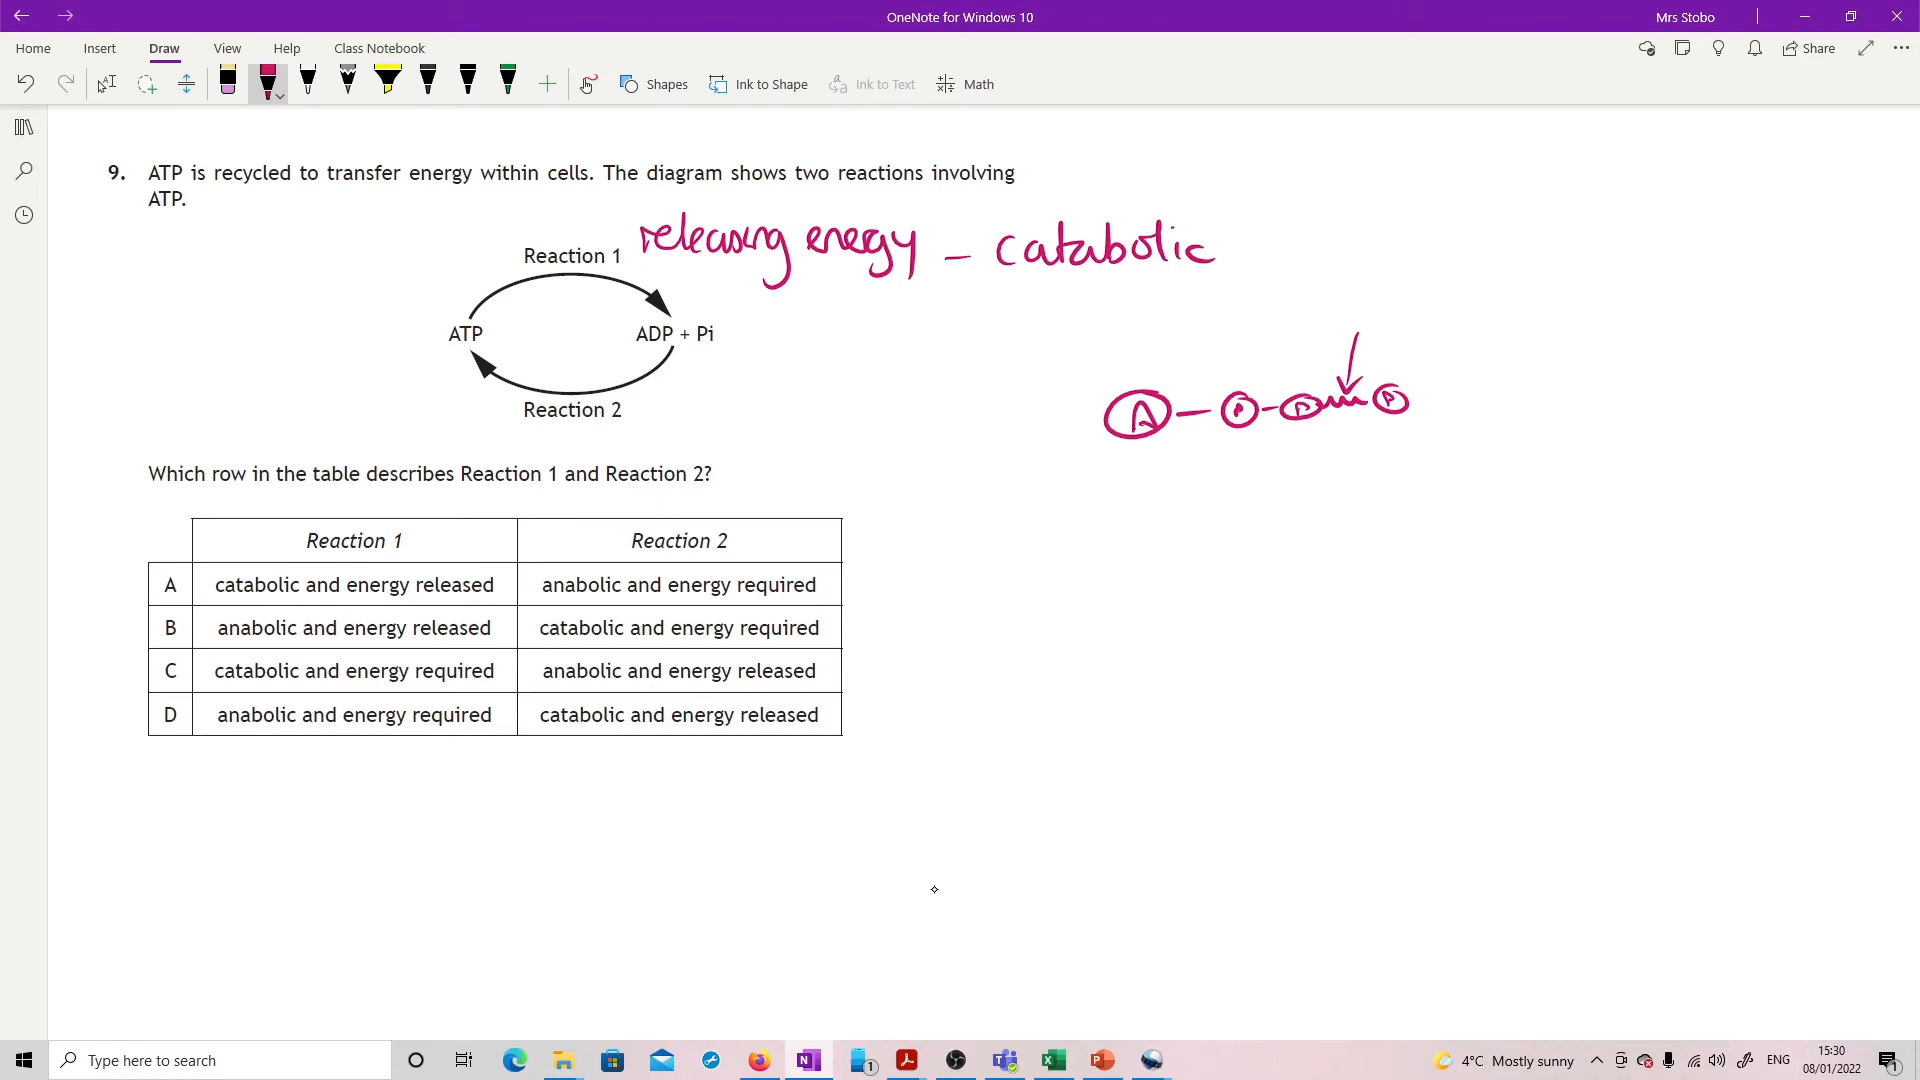 OneNote for Windows 10
Mrs Stobo
Home Insert Draw View Help Class Notebook
Share
Shapes Ink to Shape Ink to Text Math
9. ATP is recycled to transfer energy within cells. The diagram shows two reactions involving
ATP.
releasing energy – catabolic
Reaction 1
ATP ADP + Pi
Reaction 2
A P P P
Which row in the table describes Reaction 1 and Reaction 2?
Reaction 1 Reaction 2
A catabolic and energy released anabolic and energy required
B anabolic and energy released catabolic and energy required
C catabolic and energy required anabolic and energy released
D anabolic and energy required catabolic and energy released
Type here to search
1
4°C Mostly sunny
ENG
15:30
08/01/2022
1